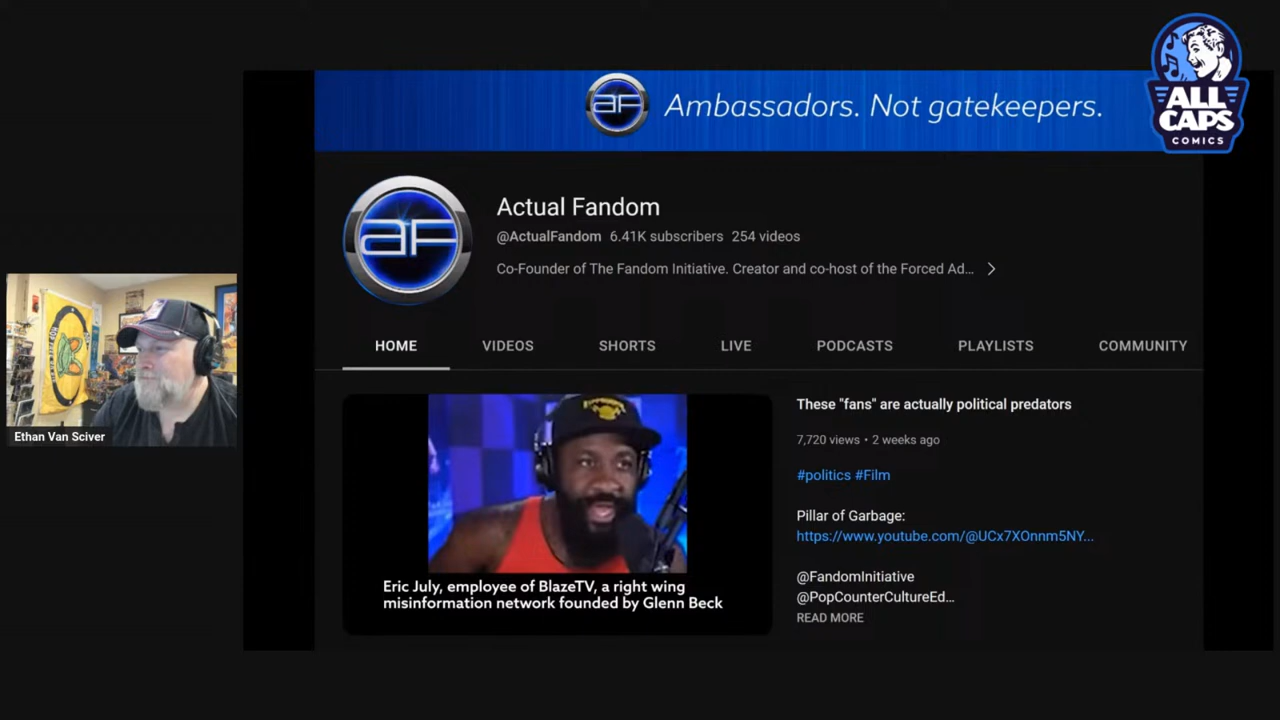 aF
Ambassadors. Not gatekeepers.
ALL
CAPS
COMICS
aF
Actual Fandom
@ActualFandom 6.41K subscribers 254 videos
Co-Founder of The Fandom Initiative. Creator and co-host of the Forced Ad...
HOME VIDEOS SHORTS LIVE PODCASTS PLAYLISTS COMMUNITY
These "fans" are actually political predators
7,720 views • 2 weeks ago
#politics #Film
Pillar of Garbage:
https://www.youtube.com/@UCx7XOnnm5NY...
@FandomInitiative
@PopCounterCultureEd...
READ MORE
Eric July, employee of BlazeTV, a right wing
misinformation network founded by Glenn Beck
Ethan Van Sciver